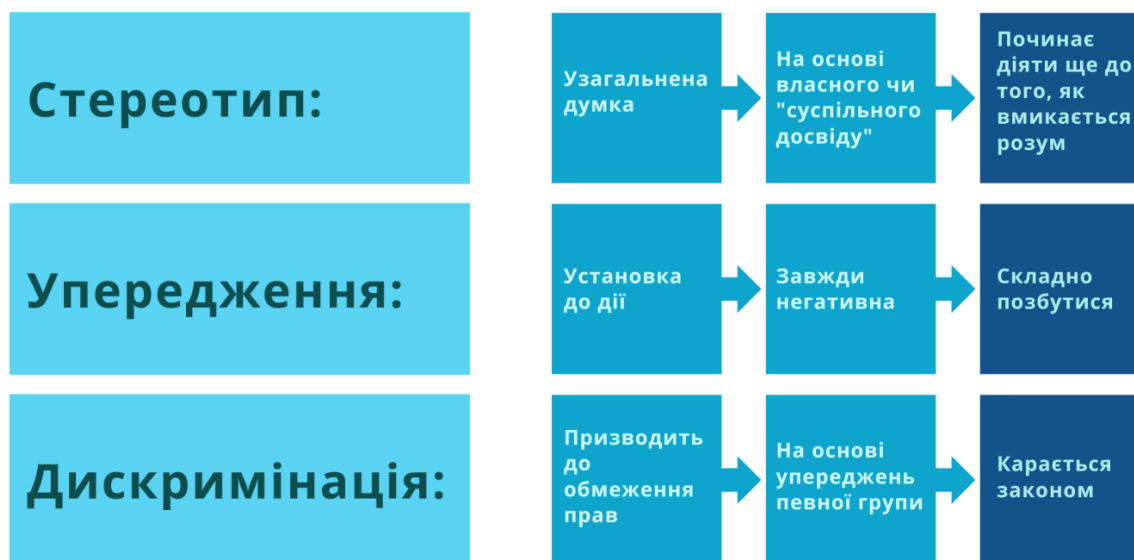 Стереотип:
Узагальнена
думка
На основі
власного чи
"суспільного
досвіду"
Починає
діяти ще до
того, як
вмикається
розум
Упередження:
Установка
до дії
Завжди
негативна
Складно
позбутися
Дискримінація:
Призводить
до
обмеження
прав
На основі
упереджень
певної групи
Карається
законом